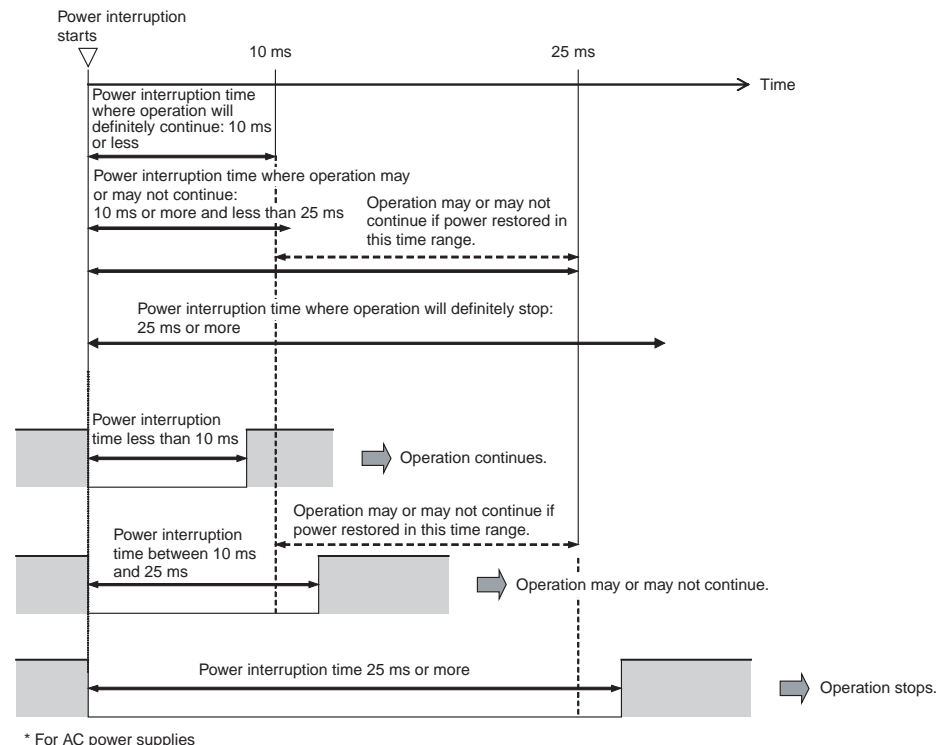 Power interruption
starts
10 ms
25 ms
Time
Power interruption time
where operation will
definitely continue: 10 ms
or less
Power interruption time where operation may
or may not continue:
10 ms or more and less than 25 ms
Operation may or may not
continue if power restored in
this time range.
Power interruption time where operation will definitely stop:
25 ms or more
Power interruption
time less than 10 ms
Operation continues.
Operation may or may not continue if
power restored in this time range.
Power interruption
time between 10 ms
and 25 ms
Operation may or may not continue.
Power interruption time 25 ms or more
Operation stops.
* For AC power supplies